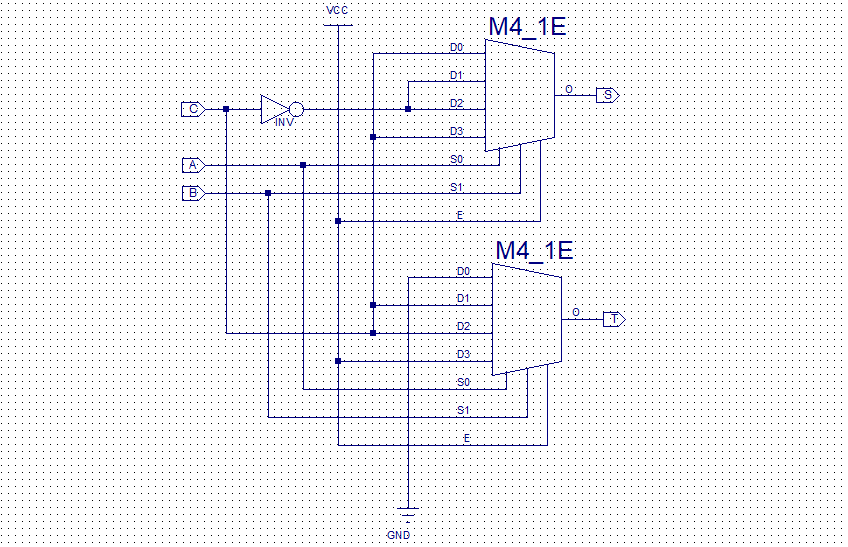 VCC
M4_1E
D0
D1
O
S
C
D2
INV
D3
A
S0
B
S1
E
M4_1E
D0
D1
O
T
D2
D3
S0
S1
E
GND